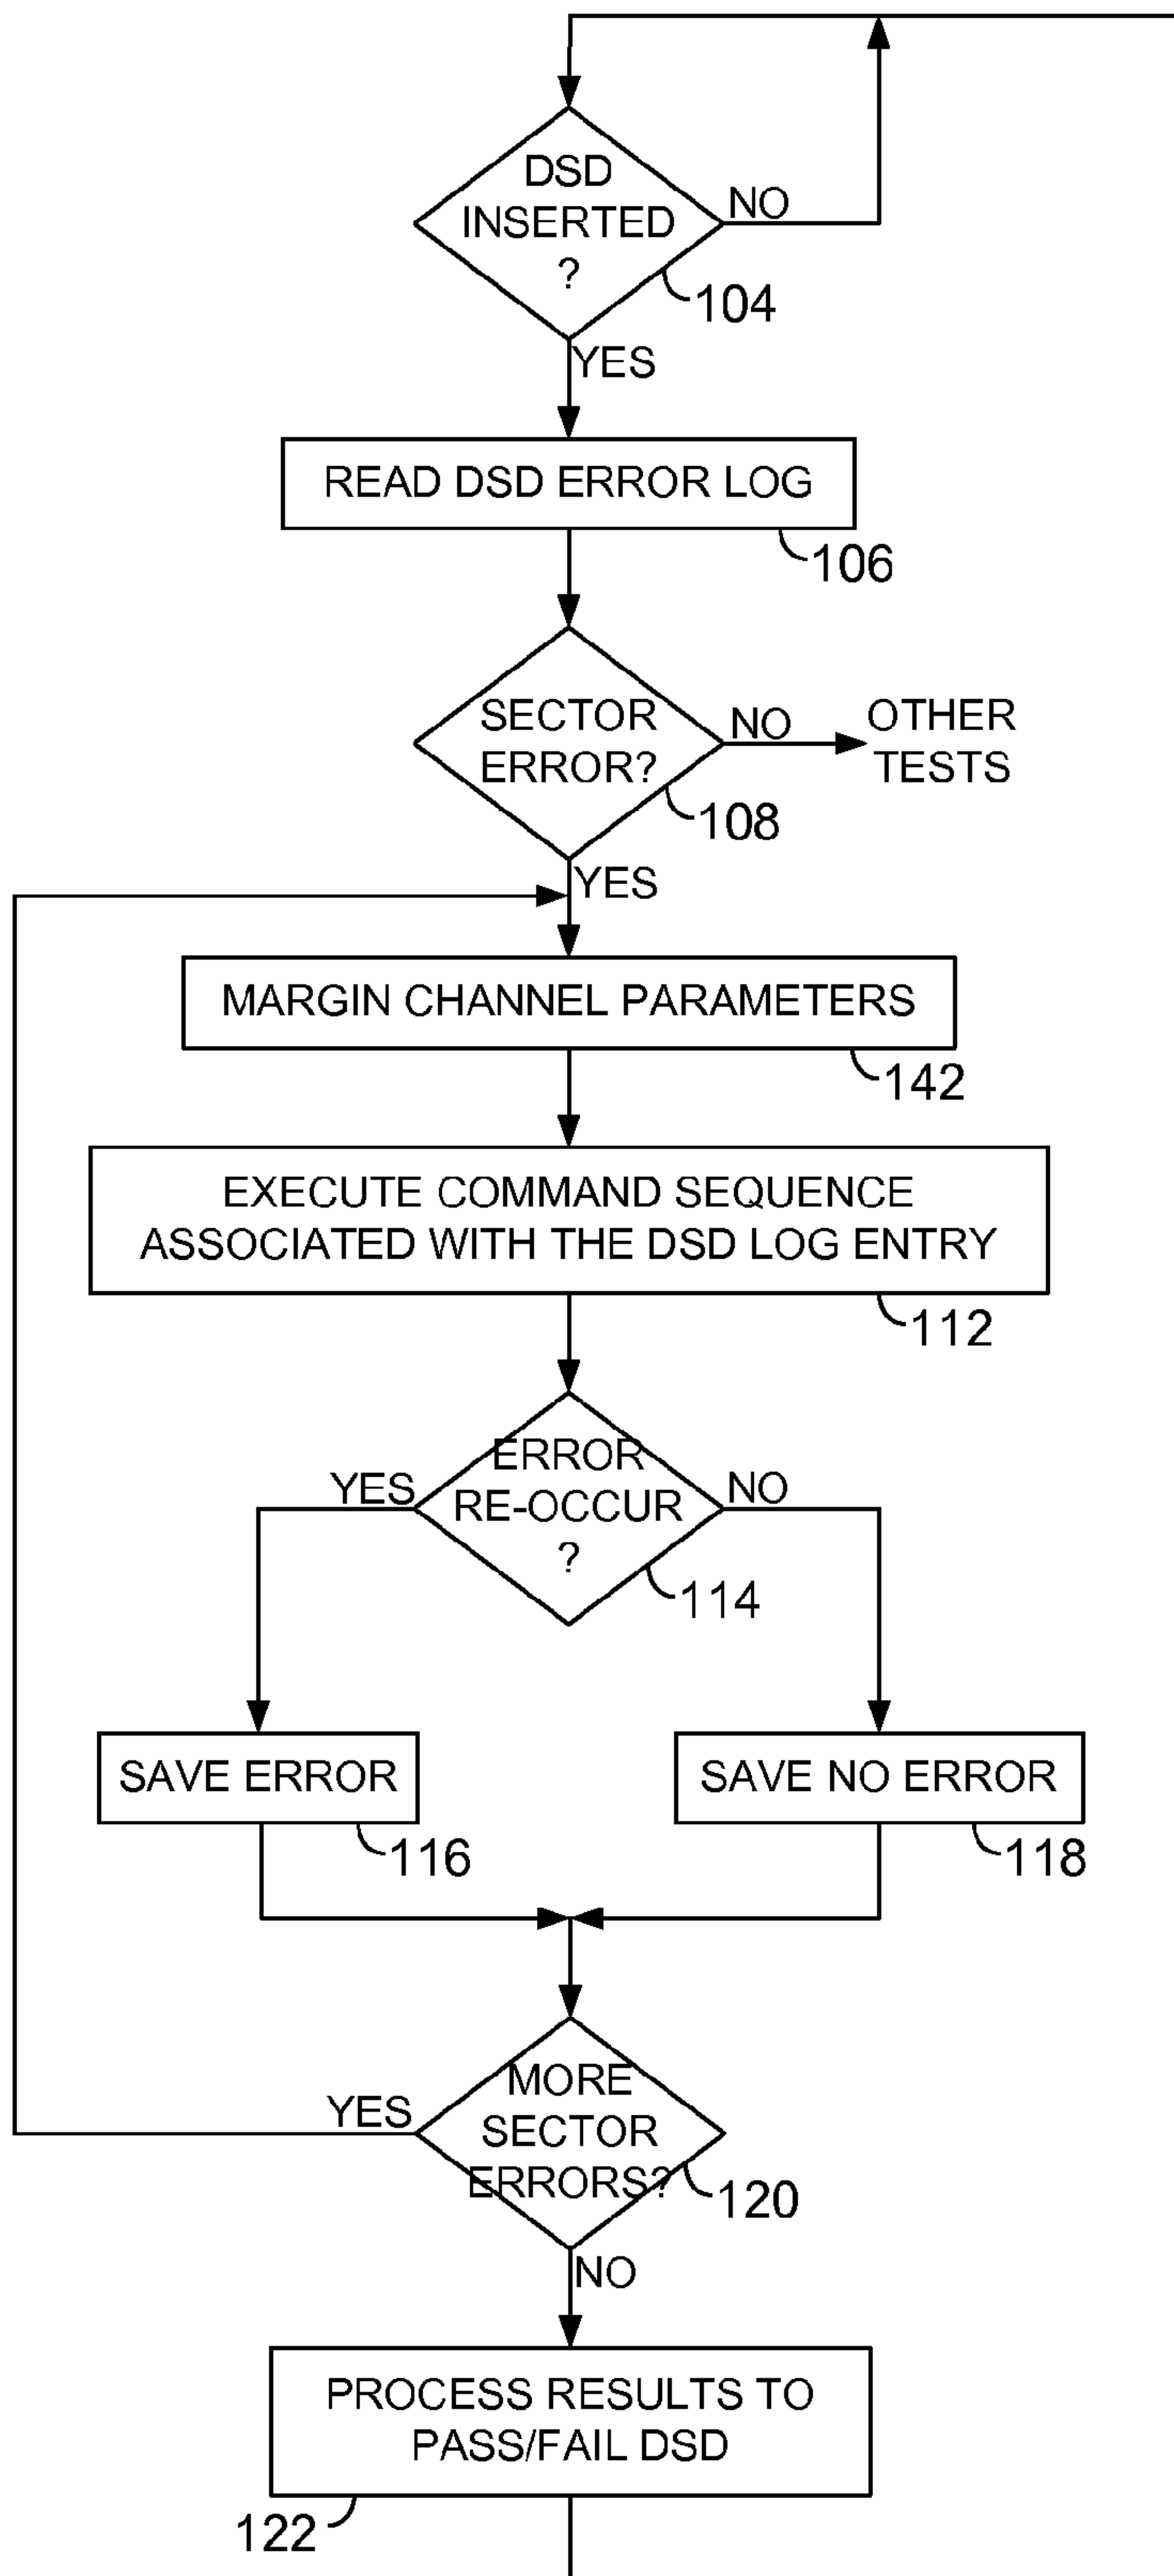 DSD
INSERTED
?
NO
104
YES
READ DSD ERROR LOG
106
SECTOR
ERROR?
NO
OTHER
TESTS
108
YES
MARGIN CHANNEL PARAMETERS
142
EXECUTE COMMAND SEQUENCE
ASSOCIATED WITH THE DSD LOG ENTRY
112
ERROR
RE-OCCUR
?
YES
NO
114
SAVE ERROR
SAVE NO ERROR
116
118
MORE
SECTOR
ERRORS?
YES
120
NO
PROCESS RESULTS TO
PASS/FAIL DSD
122